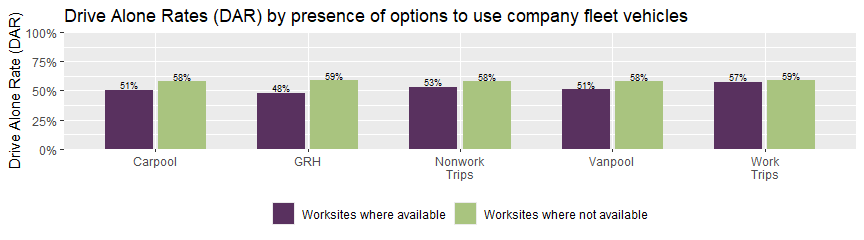 Drive Alone Rates (DAR) by presence of options to use company fleet vehicles
Drive Alone Rate (DAR)
100%
75%
50%
25%
0%
51%
58%
48%
59%
53%
58%
51%
58%
57%
59%
Carpool
GRH
Nonwork
Trips
Vanpool
Work
Trips
Worksites where available
Worksites where not available